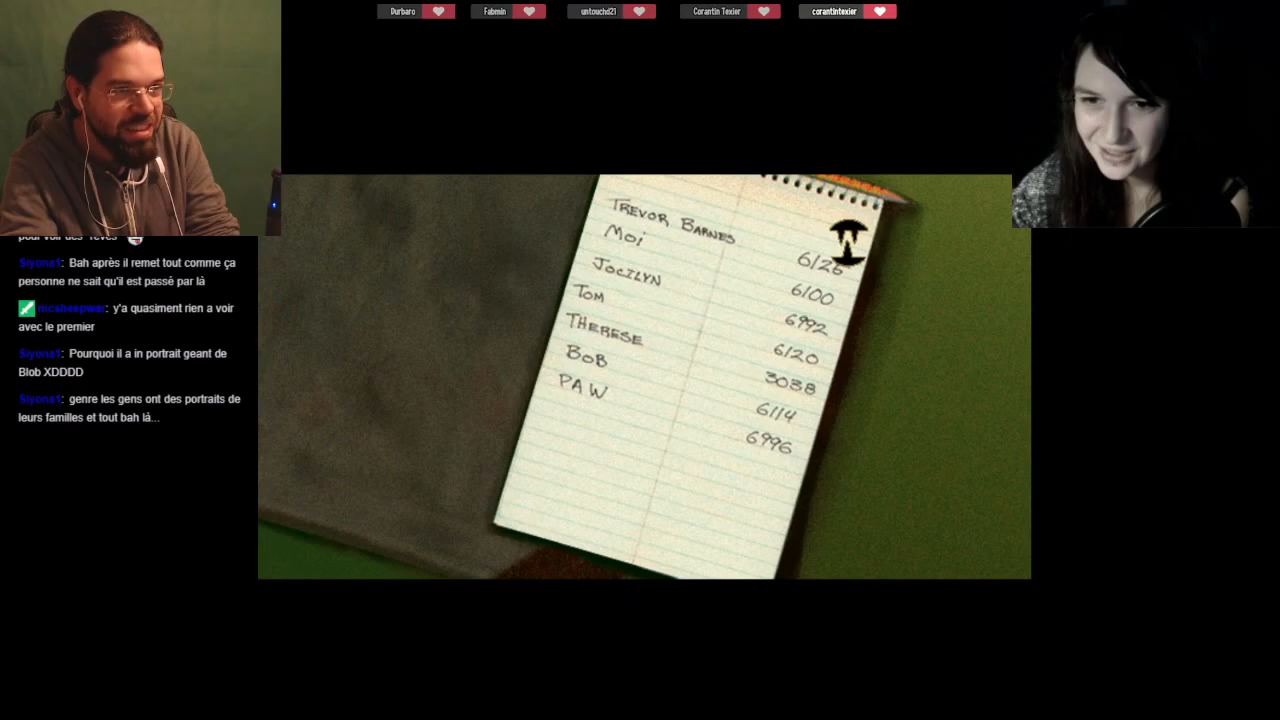 Durbaro
Fabmin
untouchd21
Corantin Texier
corantintexier
Siyona1: Bah après il remet tout comme ça
personne ne sait qu'il est passé par là
mcsheepwar: y'a quasiment rien a voir
avec le premier
Siyona1: Pourquoi il a in portrait geant de
Blob XDDDD
Siyona1: genre les gens ont des portraits de
leurs familles et tout bah là...
TREVOR BARNES 6126
MOi 6100
JOCILYN 6992
TOM 6120
THERESE 3038
BOB 6114
PAW 6996